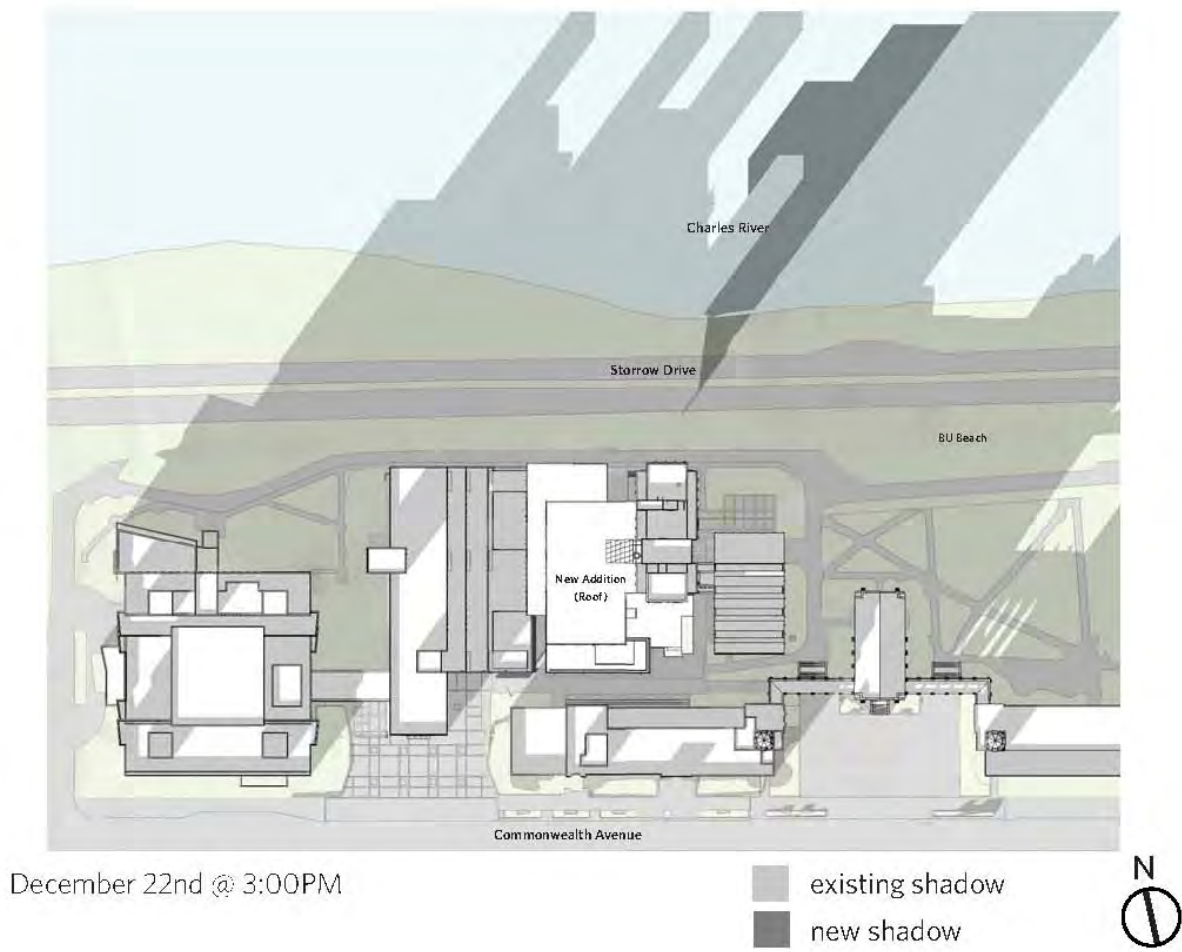 Charles River
Storrow Drive
BU Beach
New Addition
(Roof)
Commonwealth Avenue
December 22nd @ 3:00PM
existing shadow
new shadow
N